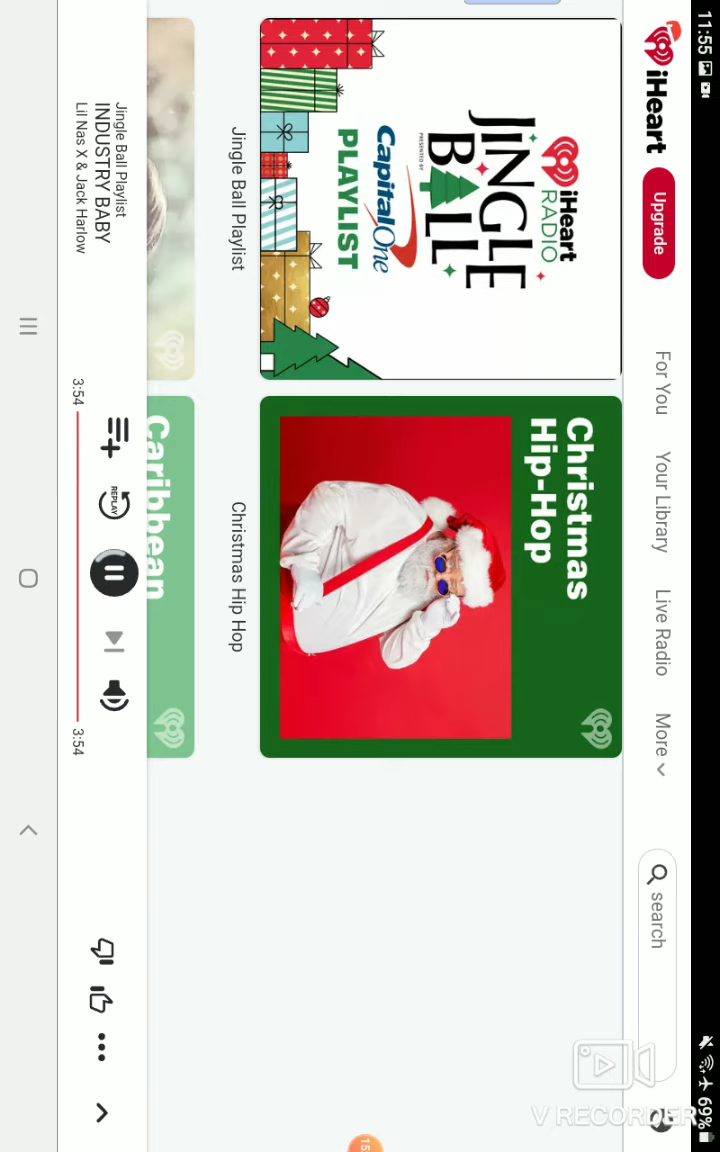 11:55
69%
iHeart
Upgrade
For You
Your Library
Live Radio
More
search
iHeart
RADIO
JINGLE
BALL
PRESENTED BY
Capital One
PLAYLIST
Christmas
Hip-Hop
Jingle Ball Playlist
Christmas Hip Hop
Caribbean
Jingle Ball Playlist
INDUSTRY BABY
Lil Nas X & Jack Harlow
REPLAY
3:54
3:54
V RECORDER